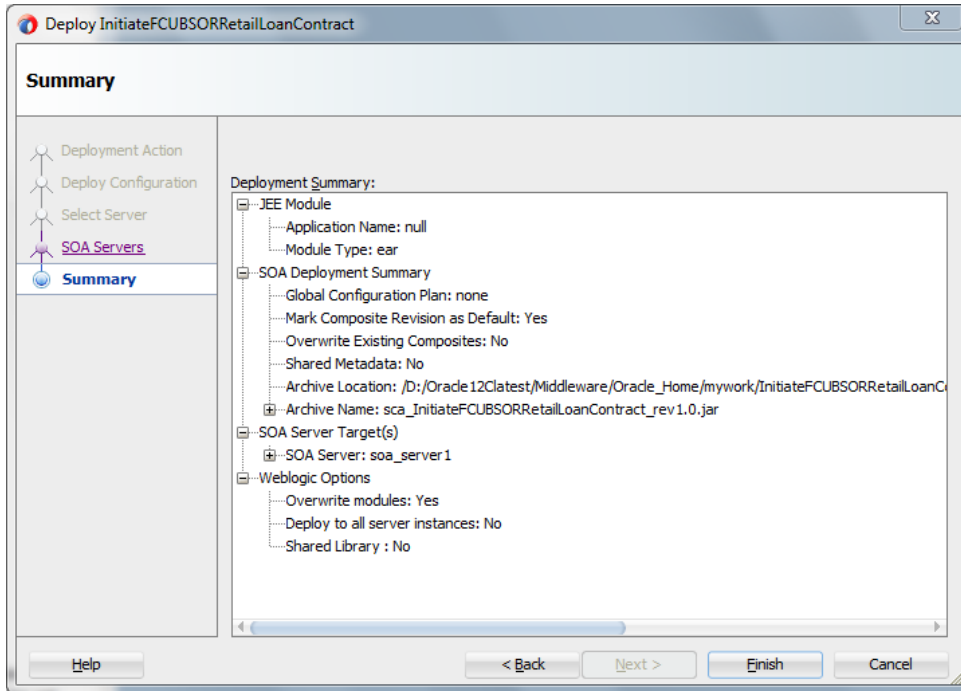 Deploy InitiateFCUBSORRetailLoanContract
Summary
Deployment Action
Deploy Configuration
Select Server
SOA Servers
Summary
Deployment Summary:
JEE Module
Application Name: null
Module Type: ear
SOA Deployment Summary
Global Configuration Plan: none
Mark Composite Revision as Default: Yes
Overwrite Existing Composites: No
Shared Metadata: No
Archive Location: /D:/Oracle12Clatest/Middleware/Oracle_Home/mywork/InitiateFCUBSORRetailLoanC
Archive Name: sca_InitiateFCUBSORRetailLoanContract_rev1.0.jar
SOA Server Target(s)
SOA Server: soa_server1
Weblogic Options
Overwrite modules: Yes
Deploy to all server instances: No
Shared Library : No
Help
< Back
Next >
Finish
Cancel